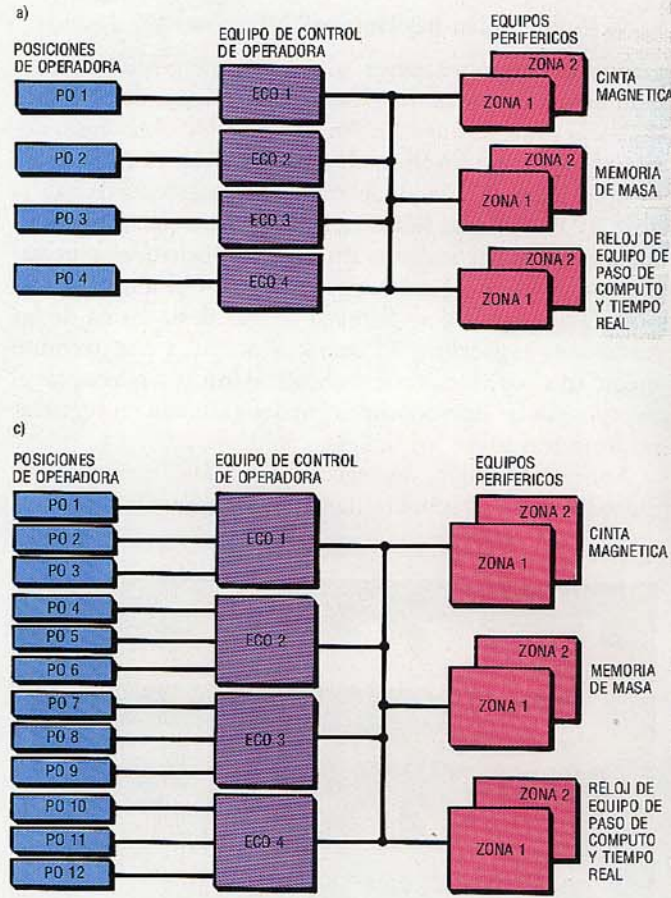 a)
POSICIONES
DE OPERADORA
EQUIPO DE CONTROL
DE OPERADORA
EQUIPOS
PERIFERICOS
PO 1
ECO 1
ZONA 2
ZONA 1
CINTA
MAGNETICA
PO 2
ECO 2
ZONA 2
ZONA 1
MEMORIA
DE MASA
PO 3
ECO 3
PO 4
ECO 4
ZONA 2
ZONA 1
RELOJ DE
EQUIPO DE
PASO DE
COMPUTO
Y TIEMPO
REAL
c)
POSICIONES
DE OPERADORA
EQUIPO DE CONTROL
DE OPERADORA
EQUIPOS
PERIFERICOS
PO 1
PO 2
PO 3
ECO 1
ZONA 2
ZONA 1
CINTA
MAGNETICA
PO 4
PO 5
PO 6
ECO 2
ZONA 2
ZONA 1
MEMORIA
DE MASA
PO 7
PO 8
PO 9
ECO 3
PO 10
PO 11
PO 12
ECO 4
ZONA 2
ZONA 1
RELOJ DE
EQUIPO DE
PASO DE
COMPUTO
Y TIEMPO
REAL